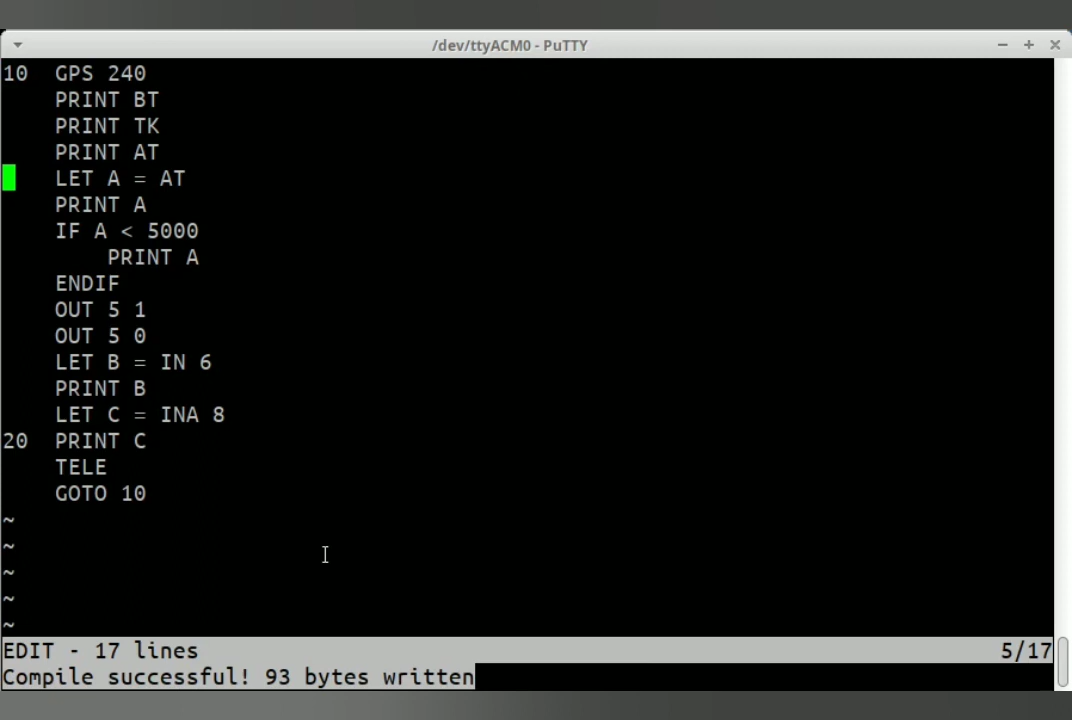 /dev/ttyACM0 - PuTTY
10 GPS 240
PRINT BT
PRINT TK
PRINT AT
LET A = AT
PRINT A
IF A < 5000
PRINT A
ENDIF
OUT 5 1
OUT 5 0
LET B = IN 6
PRINT B
LET C = INA 8
20 PRINT C
TELE
GOTO 10
~
~
~
~
~
EDIT - 17 lines 5/17
Compile successful! 93 bytes written